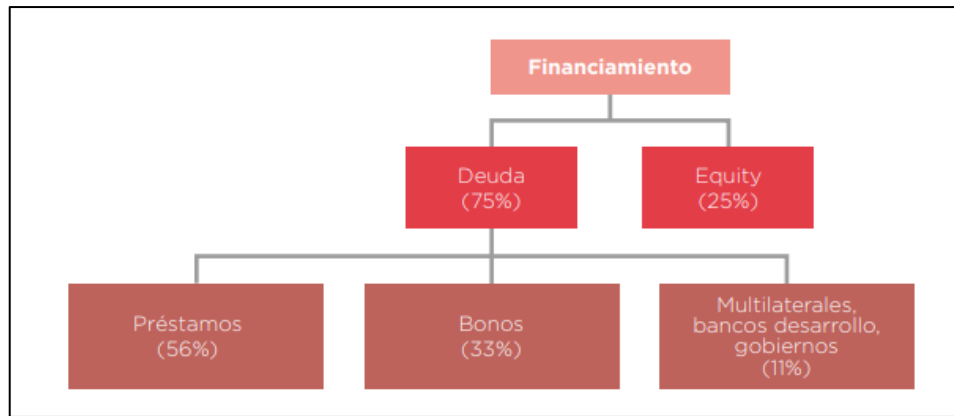 Financiamiento
Deuda
(75%)
Equity
(25%)
Préstamos
(56%)
Bonos
(33%)
Multilaterales,
bancos desarrollo,
gobiernos
(11%)